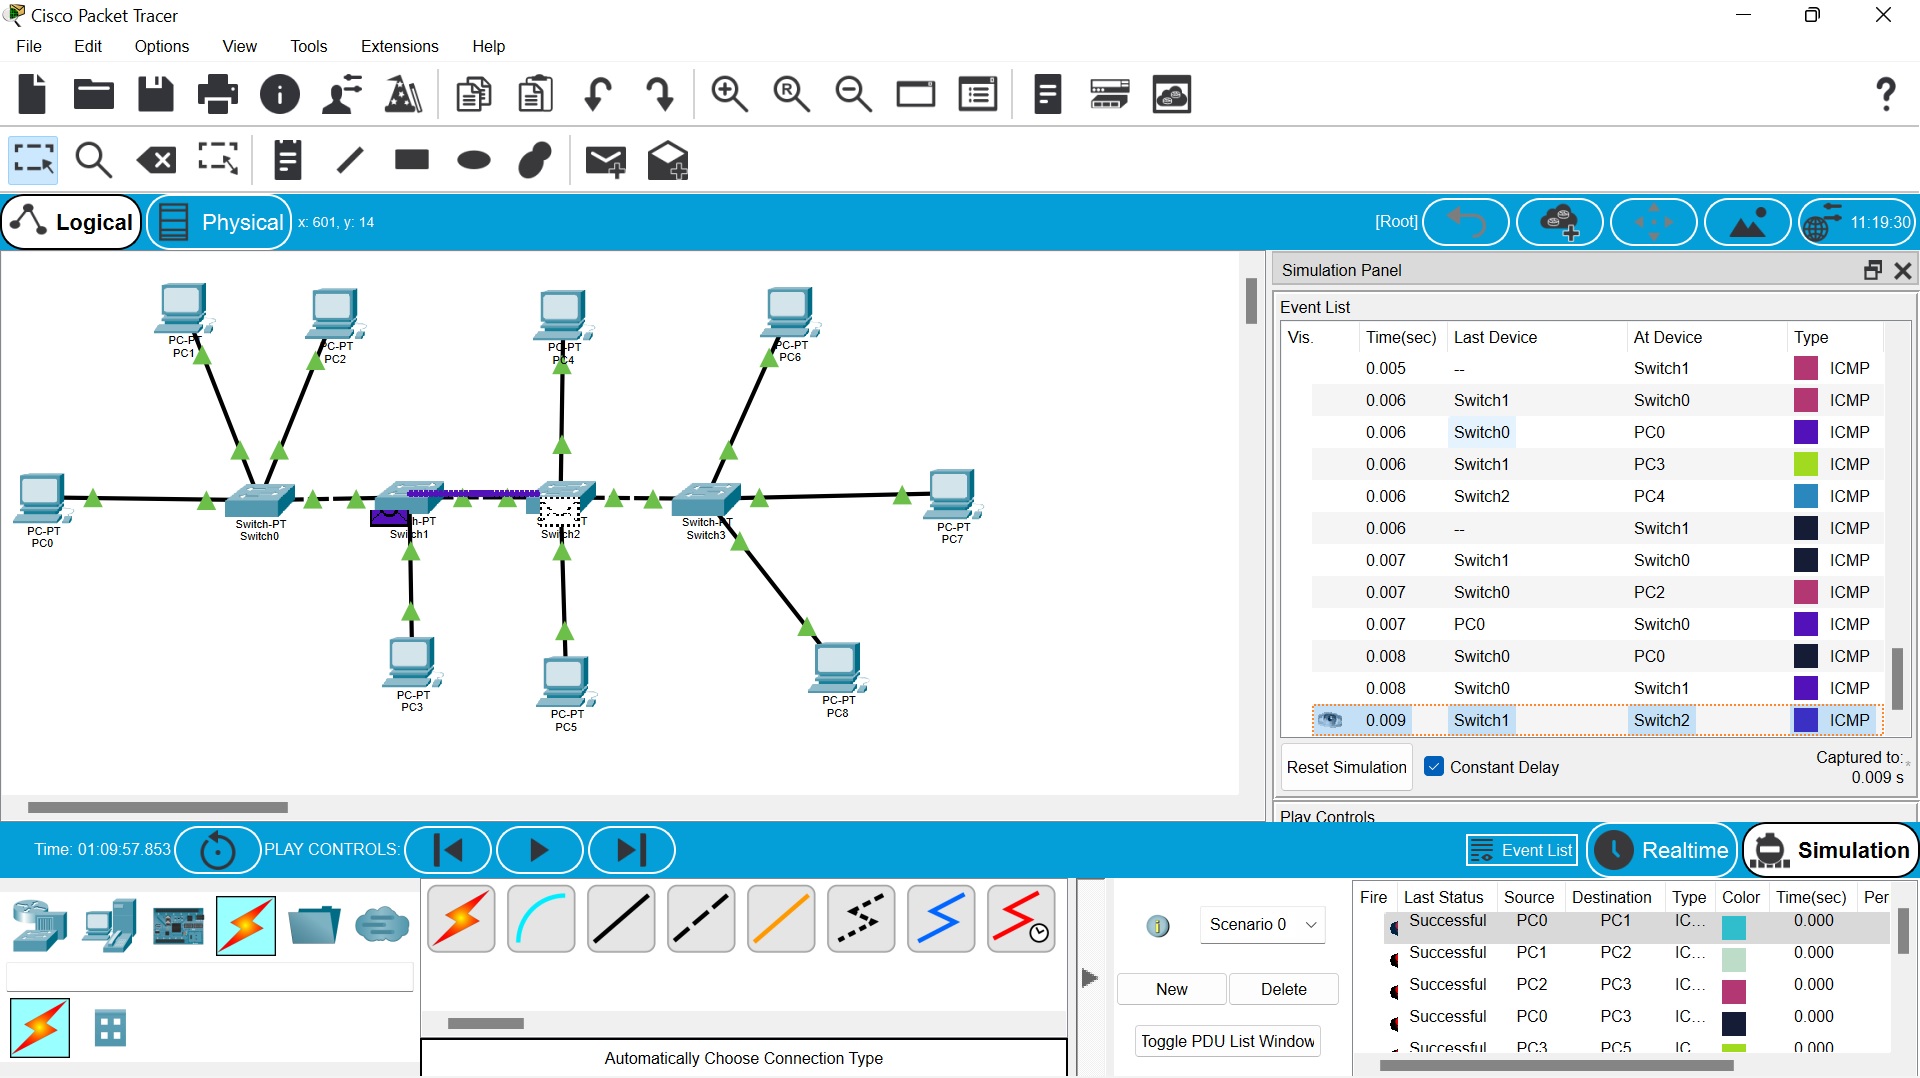 Cisco Packet Tracer
File Edit Options View Tools Extensions Help
Logical Physical x: 601, y: 14 [Root] 11:19:30
Simulation Panel
Event List
Vis. Time(sec) Last Device At Device Type
0.005 -- Switch1 ICMP
0.006 Switch1 Switch0 ICMP
0.006 Switch0 PC0 ICMP
0.006 Switch1 PC3 ICMP
0.006 Switch2 PC4 ICMP
0.006 -- Switch1 ICMP
0.007 Switch1 Switch0 ICMP
0.007 Switch0 PC2 ICMP
0.007 PC0 Switch0 ICMP
0.008 Switch0 PC0 ICMP
0.008 Switch0 Switch1 ICMP
0.009 Switch1 Switch2 ICMP
Reset Simulation Constant Delay Captured to: *
0.009 s
Play Controls
PC1
PC-PT
PC2
PC-PT
PC4
PC-PT
PC6
PC-PT
PC0
Switch-PT
Switch0
Switch1
Switch2
Switch-PT
Switch3
PC-PT
PC7
PC-PT
PC3
PC-PT
PC5
PC-PT
PC8
Time: 01:09:57.853 PLAY CONTROLS: Event List Realtime Simulation
Automatically Choose Connection Type
Scenario 0
New Delete
Toggle PDU List Window
Fire Last Status Source Destination Type Color Time(sec) Per
Successful PC0 PC1 IC... 0.000
Successful PC1 PC2 IC... 0.000
Successful PC2 PC3 IC... 0.000
Successful PC0 PC3 IC... 0.000
Successful PC3 PC5 IC 0.000